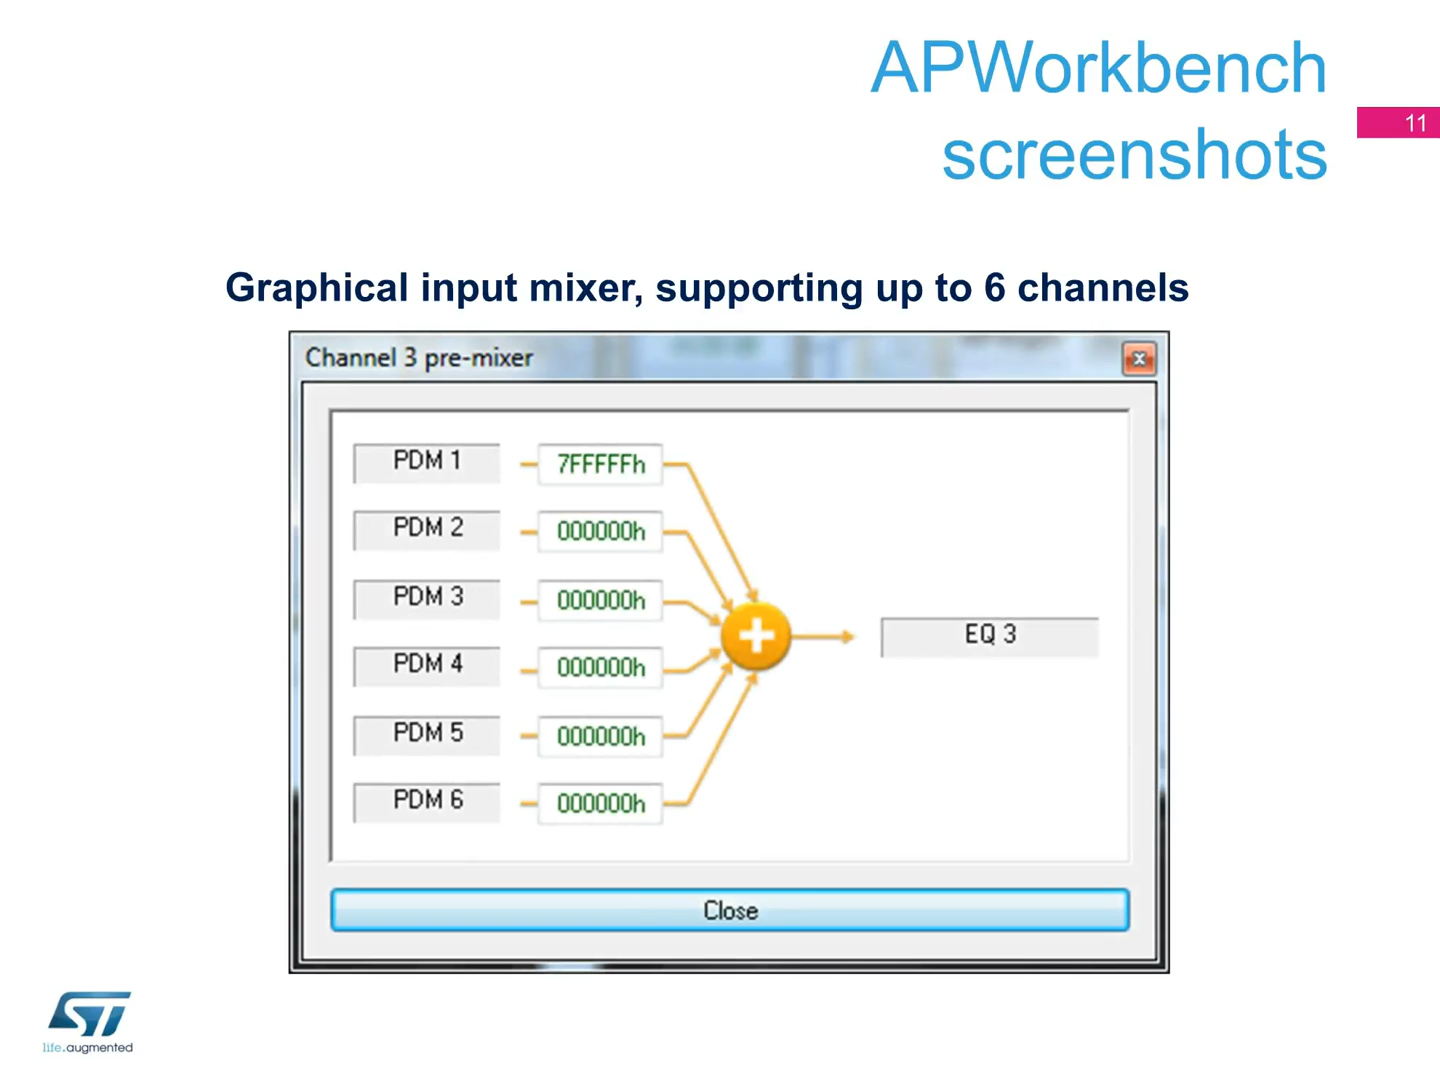 APWorkbench
screenshots
11
Graphical input mixer, supporting up to 6 channels
Channel 3 pre-mixer
PDM 1
7FFFFFh
PDM 2
000000h
PDM 3
000000h
PDM 4
000000h
PDM 5
000000h
PDM 6
000000h
EQ 3
Close
ST
life.augmented